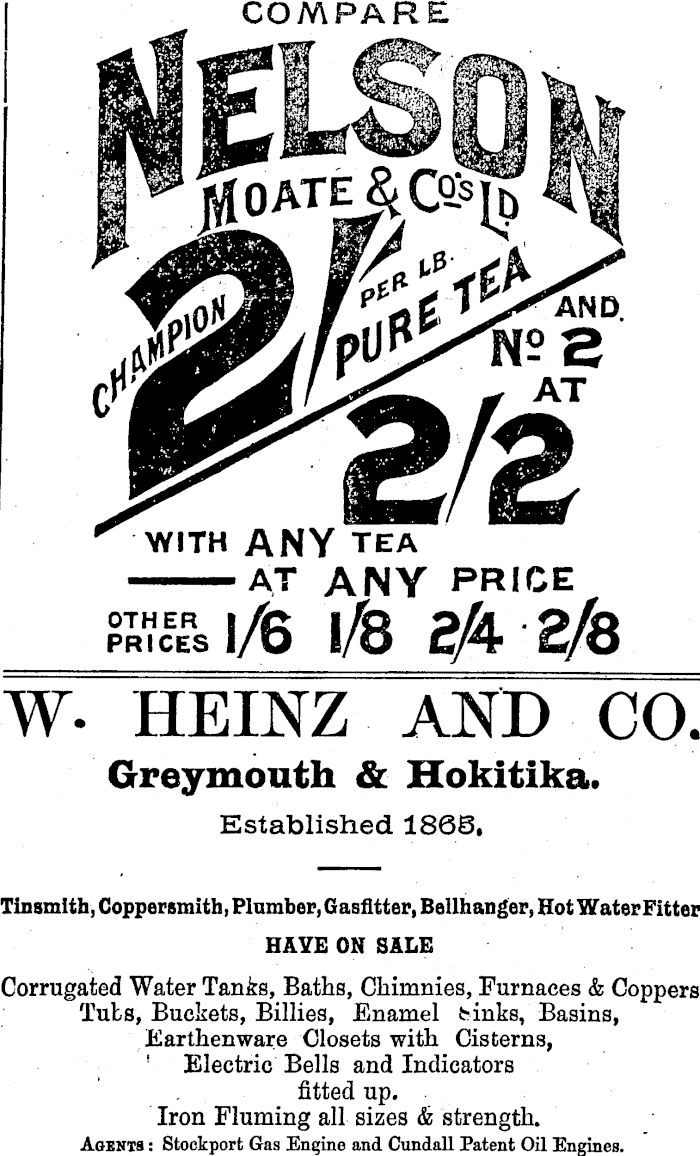 COMPARE
NELSON
MOATE & Co's LD.
CHAMPION 2/ PER LB.
PURE TEA
AND
No 2
AT
2/2
WITH ANY TEA
AT ANY PRICE
OTHER PRICES 1/6 1/8 2/4 2/8
W. HEINZ AND CO.
Greymouth & Hokitika.
Established 1865.
Tinsmith, Coppersmith, Plumber, Gasfitter, Bellhanger, Hot Water Fitter
HAVE ON SALE
Corrugated Water Tanks, Baths, Chimnies, Furnaces & Coppers
Tubs, Buckets, Billies, Enamel Sinks, Basins,
Earthenware Closets with Cisterns,
Electric Bells and Indicators
fitted up.
Iron Fluming all sizes & strength.
AGENTS: Stockport Gas Engine and Cundall Patent Oil Engines.